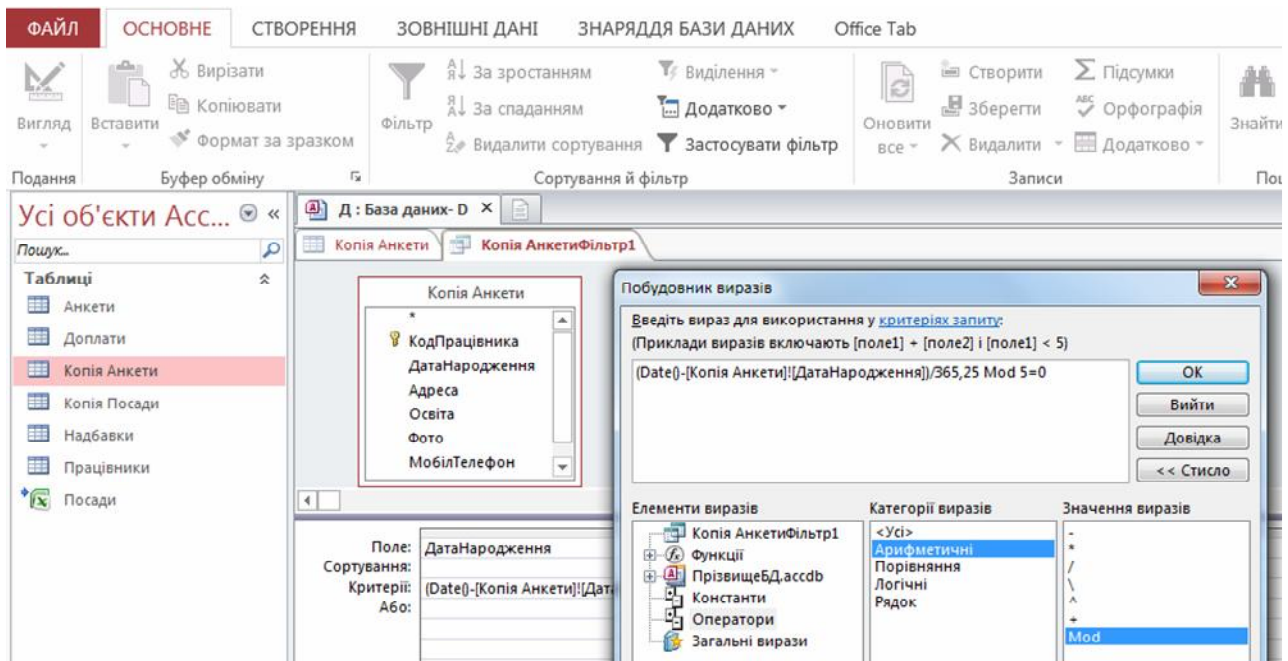 ФАЙЛ ОСНОВНЕ СТВОРЕННЯ ЗОВНІШНІ ДАНІ ЗНАРЯДДЯ БАЗИ ДАНИХ Office Tab
Вигляд
Подання
Вставити
Вирізати
Копіювати
Формат за зразком
Буфер обміну
Фільтр
За зростанням
За спаданням
Видалити сортування
Виділення
Додатково
Застосувати фільтр
Сортування й фільтр
Оновити
все
Створити
Зберегти
Видалити
Підсумки
Орфографія
Додатково
Записи
Знайти
Усі об'єкти Acc...
Пошук...
Таблиці
Анкети
Доплати
Копія Анкети
Копія Посади
Надбавки
Працівники
Посади
Д : База даних- D
Копія Анкети Копія АнкетиФільтр1
Копія Анкети
*
КодПрацівника
ДатаНародження
Адреса
Освіта
Фото
МобілТелефон
Поле: ДатаНародження
Сортування:
Критерії: (Date()-[Копія Анкети]![Дат
Або:
Побудовник виразів
Введіть вираз для використання у критеріях запиту:
(Приклади виразів включають [поле1] + [поле2] і [поле1] < 5)
(Date()-[Копія Анкети]![ДатаНародження])/365,25 Mod 5=0
ОК
Вийти
Довідка
<< Стисло
Елементи виразів
Копія АнкетиФільтр1
Функції
ПрізвищеБД.accdb
Константи
Оператори
Загальні вирази
Категорії виразів
<Усі>
Арифметичні
Порівняння
Логічні
Рядок
Значення виразів
-
*
/
\
^
+
Mod